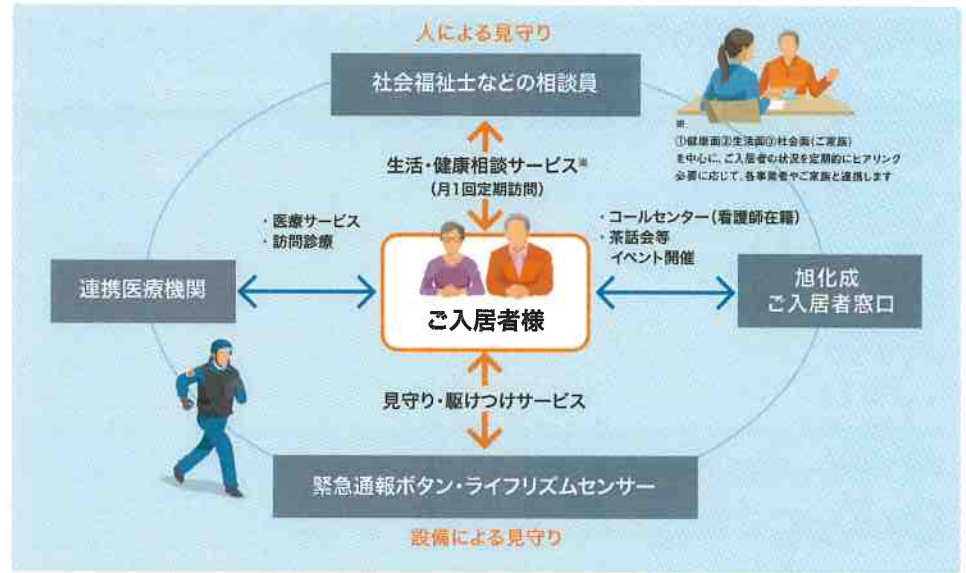 人による見守り
社会福祉士などの相談員
※
①健康面②生活面③社会面(ご家族)
を中心に、ご入居者の状況を定期的にヒアリング
必要に応じて、各事業者やご家族と連携します
生活・健康相談サービス※
(月1回定期訪問)
・医療サービス
・訪問診療
・コールセンター(看護師在籍)
・茶話会等
イベント開催
連携医療機関
ご入居者様
旭化成
ご入居者窓口
見守り・駆けつけサービス
緊急通報ボタン・ライフリズムセンサー
設備による見守り